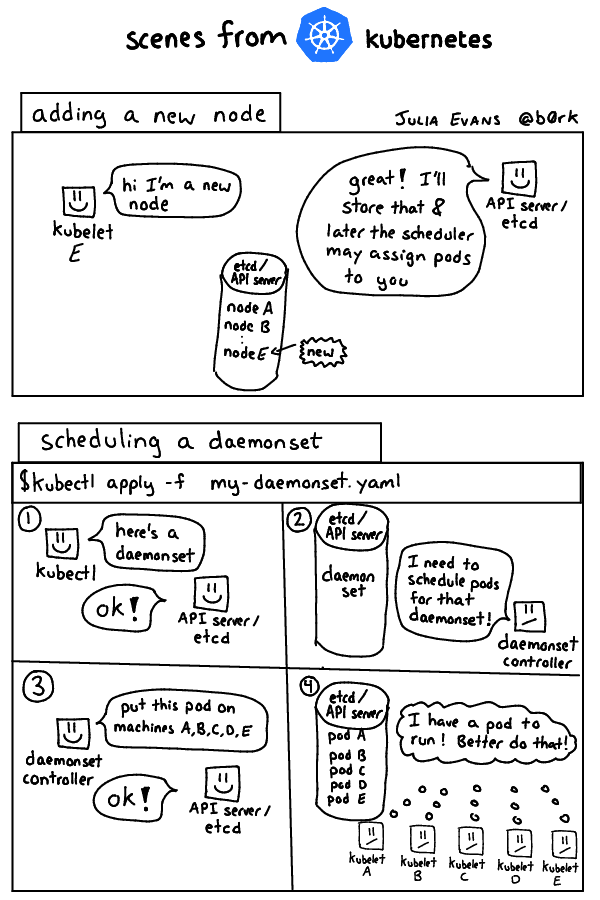 scenes from kubernetes
adding a new node
JULIA EVANS @b0rk
hi I'm a new
node
kubelet
E
great! I'll
store that &
later the scheduler
may assign pods
to you
API server/
etcd
etcd/
API server
node A
node B
:
node E
new
scheduling a daemonset
$kubectl apply -f my-daemonset.yaml
1
here's a
daemonset
kubectl
ok!
API server/
etcd
2
etcd/
API server
daemon
set
I need to
schedule pods
for that
daemonset!
daemonset
controller
3
put this pod on
machines A,B,C,D,E
daemonset
controller
ok!
API server/
etcd
4
etcd/
API server
pod A
pod B
pod C
pod D
pod E
I have a pod to
run! Better do that!
kubelet
A
kubelet
B
kubelet
C
kubelet
D
kubelet
E